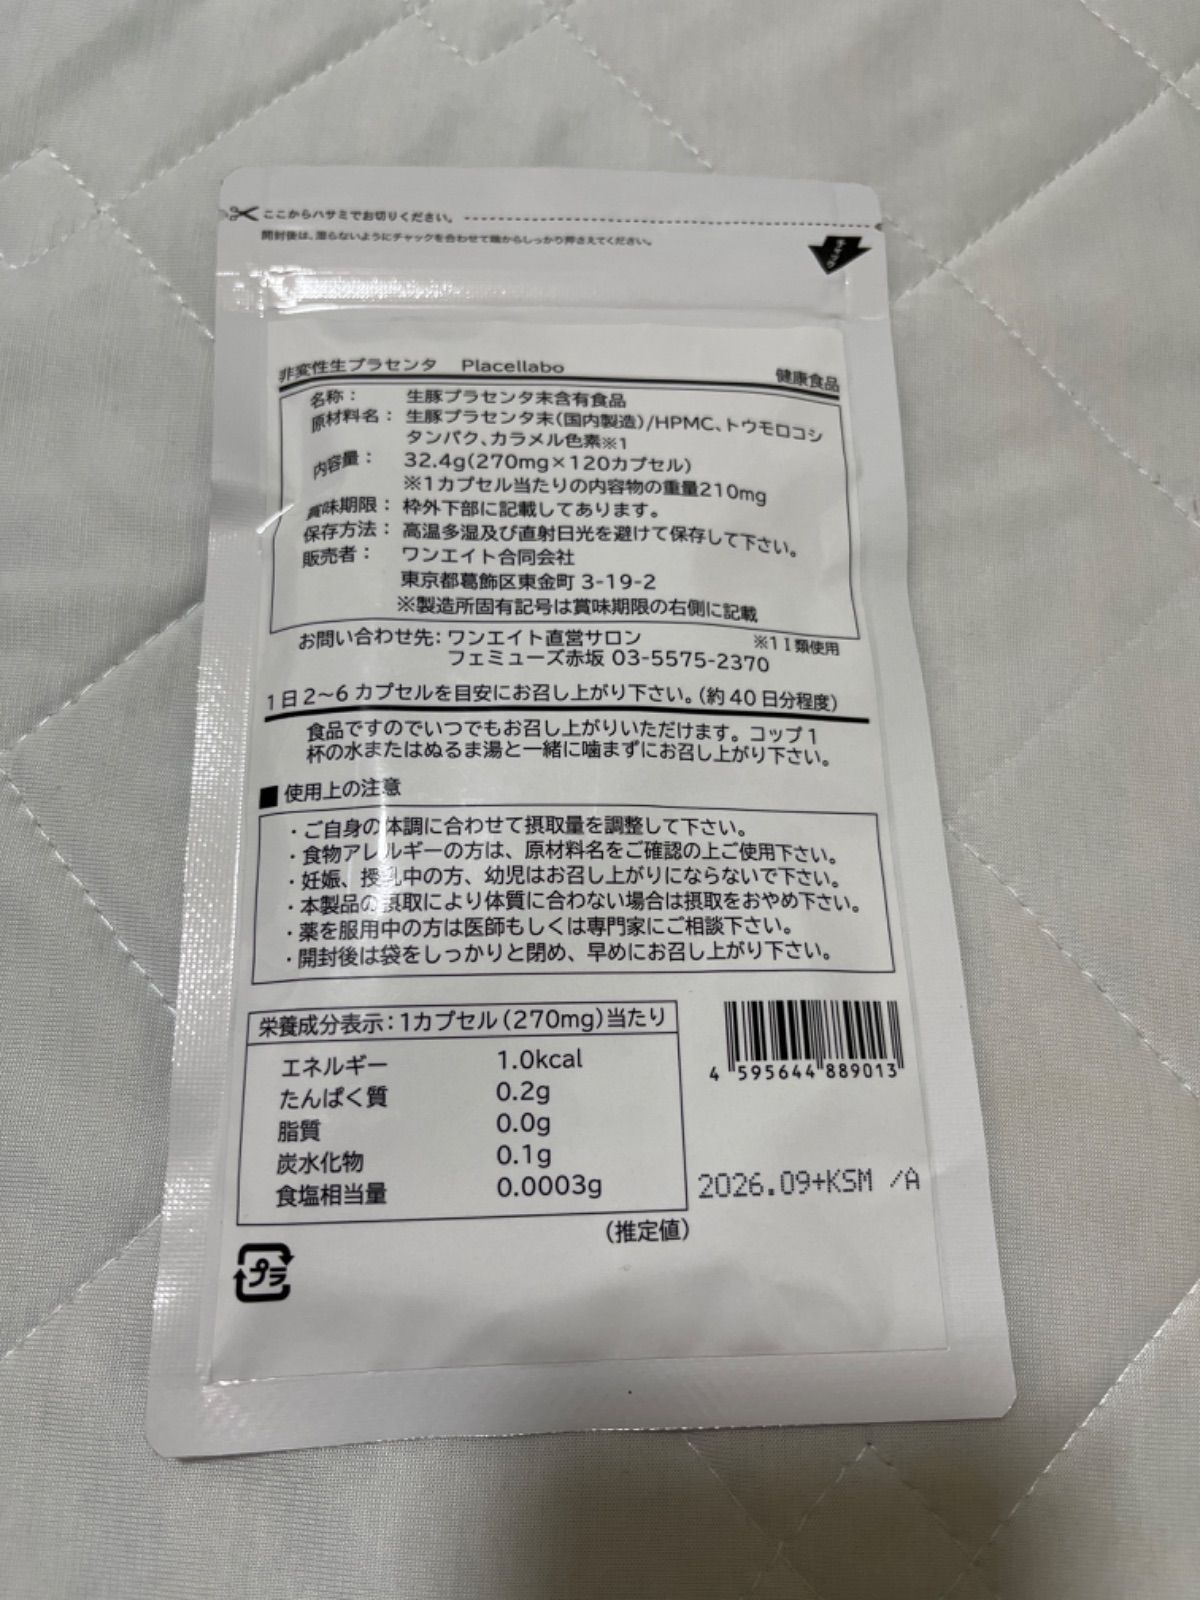 ここからハサミでお切りください。
開封後は、湿らないようにチャックを合わせて端からしっかり押さえてください。
非変性生プラセンタ Placellabo 健康食品
名称： 生豚プラセンタ末含有食品
原材料名： 生豚プラセンタ末(国内製造)/HPMC、トウモロコシ
タンパク、カラメル色素※1
内容量： 32.4g(270mg×120カプセル)
※1カプセル当たりの内容物の重量210mg
賞味期限： 枠外下部に記載してあります。
保存方法： 高温多湿及び直射日光を避けて保存して下さい。
販売者： ワンエイト合同会社
東京都葛飾区東金町 3-19-2
※製造所固有記号は賞味期限の右側に記載
お問い合わせ先：ワンエイト直営サロン ※1 I 類使用
フェミューズ赤坂 03-5575-2370
1日2〜6 カプセルを目安にお召し上がり下さい。(約 40 日分程度)
食品ですのでいつでもお召し上がりいただけます。コップ1
杯の水またはぬるま湯と一緒に噛まずにお召し上がり下さい。
■ 使用上の注意
・ご自身の体調に合わせて摂取量を調整して下さい。
・食物アレルギーの方は、原材料名をご確認の上ご使用下さい。
・妊娠、授乳中の方、幼児はお召し上がりにならないで下さい。
・本製品の摂取により体質に合わない場合は摂取をおやめ下さい。
・薬を服用中の方は医師もしくは専門家にご相談下さい。
・開封後は袋をしっかりと閉め、早めにお召し上がり下さい。
栄養成分表示：1カプセル(270mg)当たり
エネルギー 1.0kcal
たんぱく質 0.2g
脂質 0.0g
炭水化物 0.1g
食塩相当量 0.0003g
(推定値)
4 595644 889013
2026.09+KSM /A
プラ